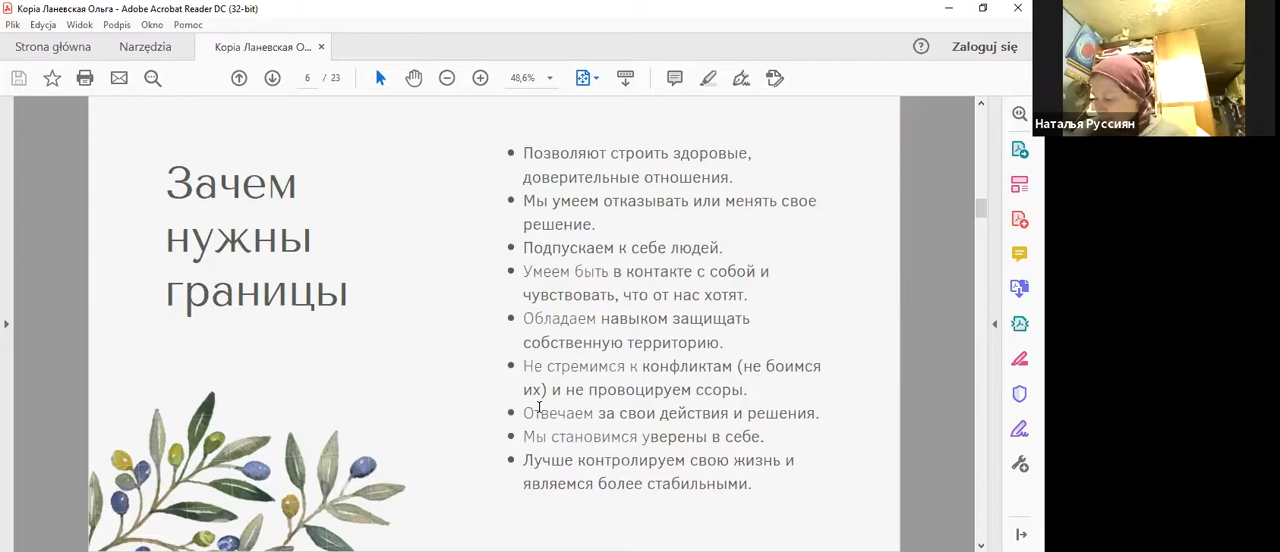 Kopia Ланевская Ольга - Adobe Acrobat Reader DC (32-bit)
Plik Edycja Widok Podpis Okno Pomoc
Strona główna Narzędzia Kopia Ланевская О... ×
Zaloguj się
6 / 23 48,6%
Наталья Руссиян
Зачем
нужны
границы
• Позволяют строить здоровые,
доверительные отношения.
• Мы умеем отказывать или менять свое
решение.
• Подпускаем к себе людей.
• Умеем быть в контакте с собой и
чувствовать, что от нас хотят.
• Обладаем навыком защищать
собственную территорию.
• Не стремимся к конфликтам (не боимся
их) и не провоцируем ссоры.
• Отвечаем за свои действия и решения.
• Мы становимся уверены в себе.
• Лучше контролируем свою жизнь и
являемся более стабильными.